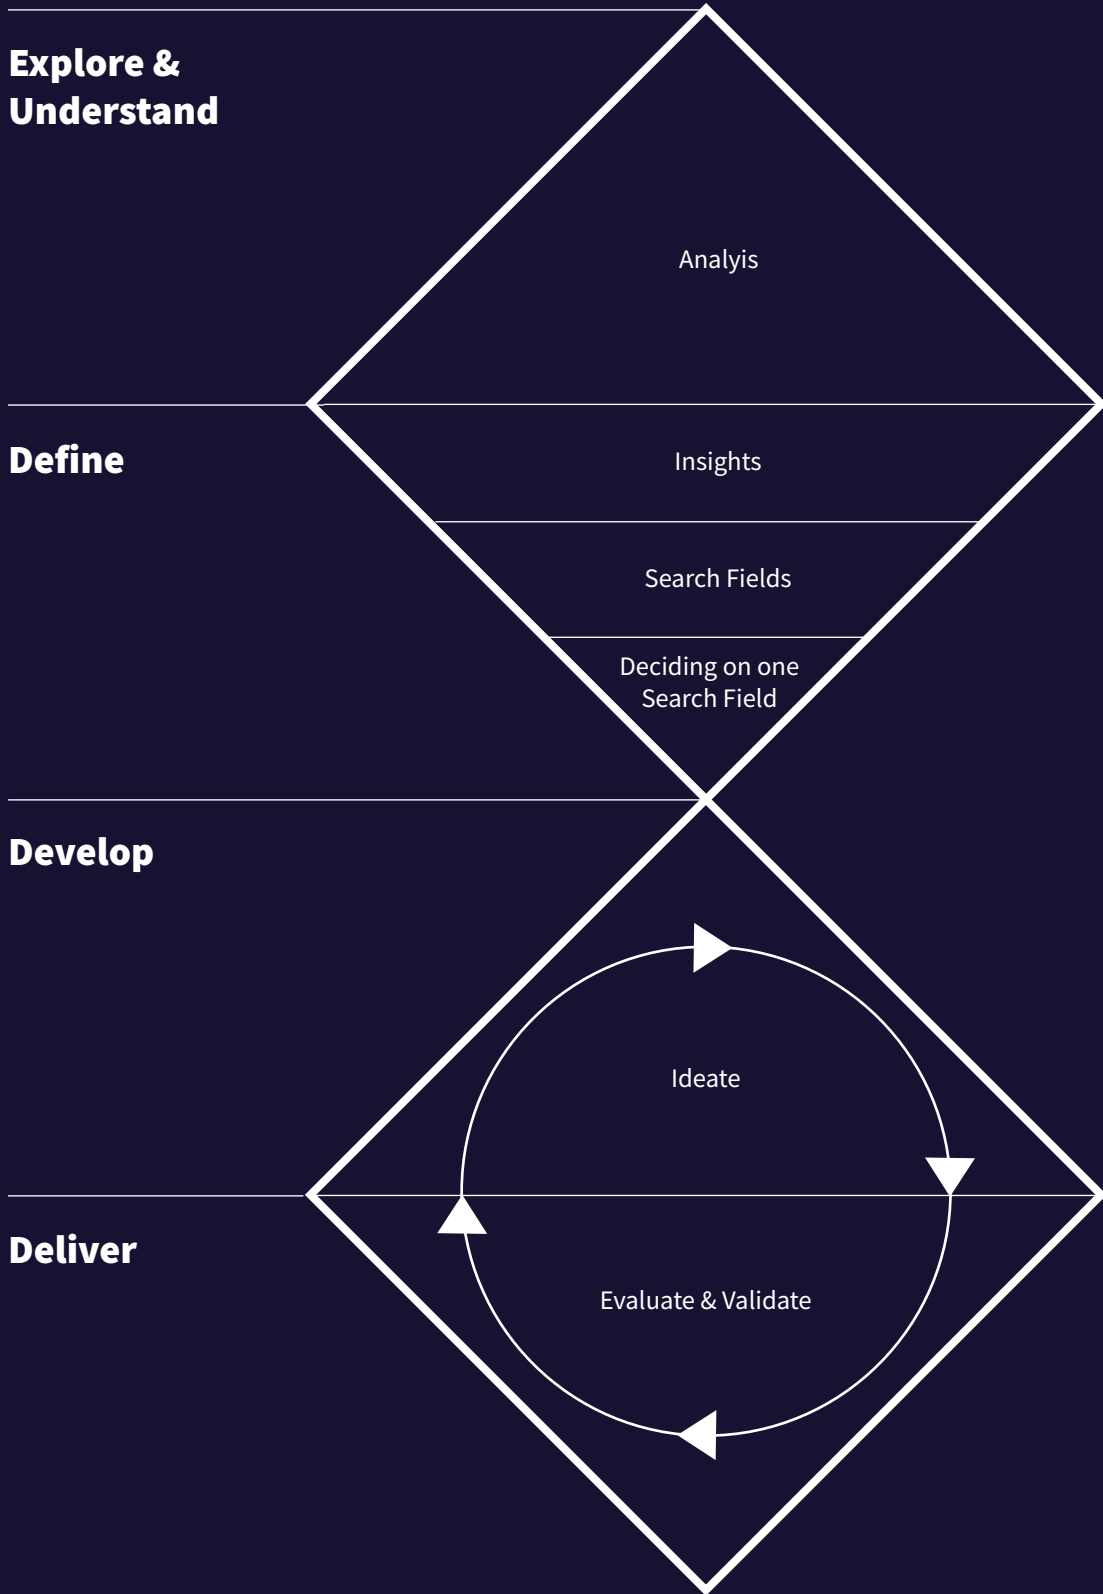 Explore &
Understand
Analyis
Define
Insights
Search Fields
Deciding on one
Search Field
Develop
Ideate
Deliver
Evaluate & Validate